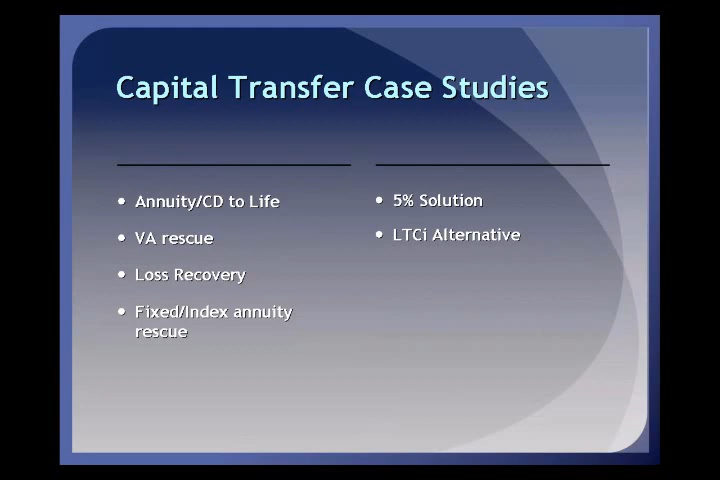 Capital Transfer Case Studies
• Annuity/CD to Life
• VA rescue
• Loss Recovery
• Fixed/Index annuity
rescue
• 5% Solution
• LTCi Alternative